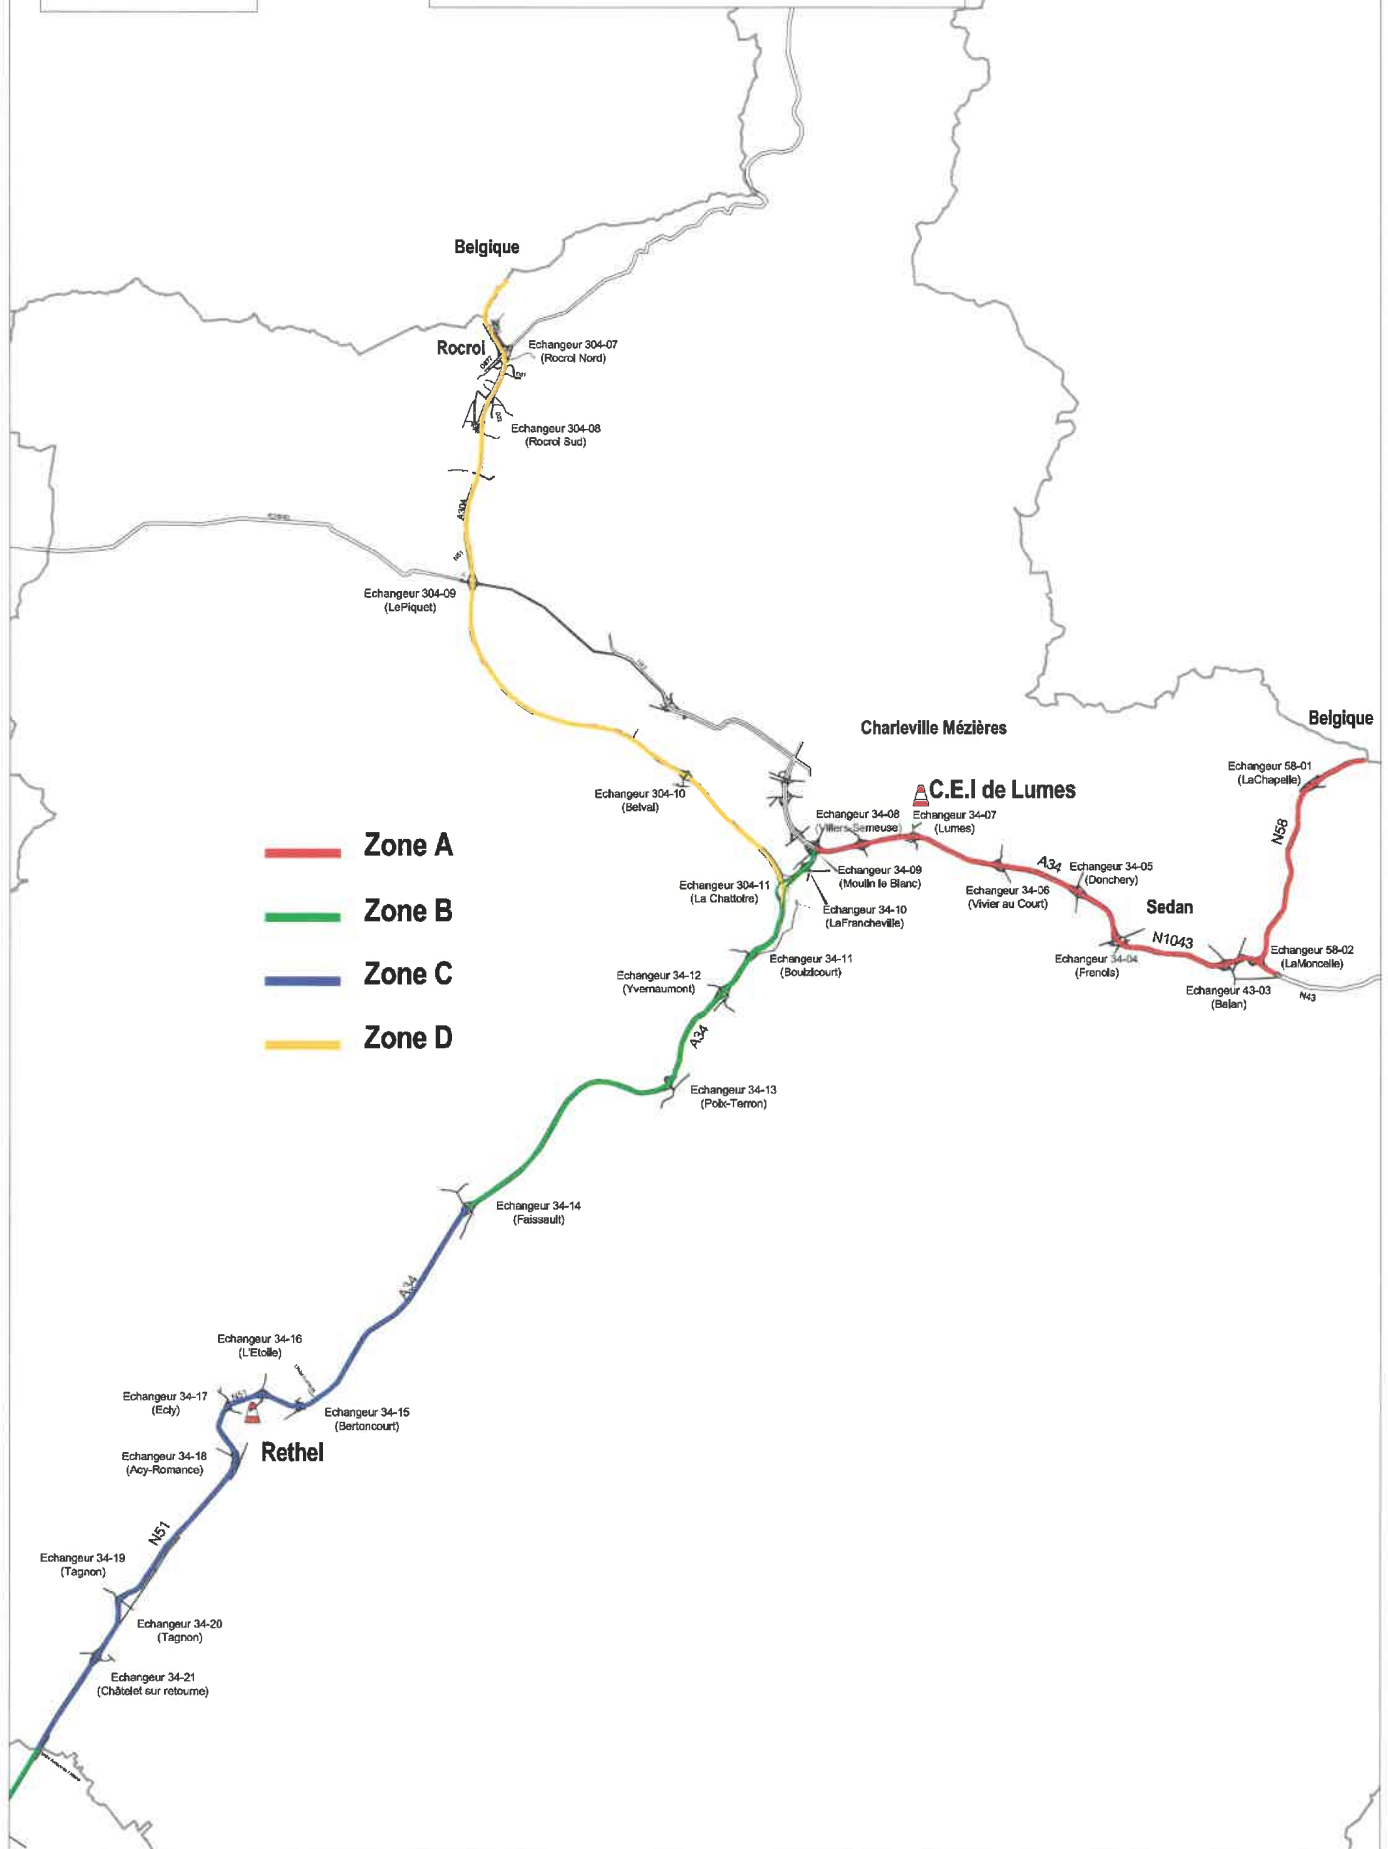 Belgique
Rocroi
Echangeur 304-07
(Rocroi Nord)
D877
Echangeur 304-08
(Rocroi Sud)
A304
N51
Echangeur 304-09
(LePiquet)
Charleville Mézières
Belgique
Echangeur 58-01
(LaChapelle)
C.E.I de Lumes
Echangeur 304-10
(Belval)
Echangeur 34-08
(Villers-Semeuse)
Echangeur 34-07
(Lumes)
N58
Zone A
Echangeur 34-09
(Moulin le Blanc)
A34
Echangeur 34-05
(Donchery)
Echangeur 304-11
(La Chattoire)
Echangeur 34-06
(Vivier au Court)
Zone B
Echangeur 34-10
(LaFrancheville)
Sedan
N1043
Echangeur 34-04
(Frenois)
Echangeur 58-02
(LaMoncelle)
Echangeur 34-11
(Boulzicourt)
Zone C
Echangeur 34-12
(Yvernaumont)
Echangeur 43-03
(Balan)
N43
Zone D
A34
Echangeur 34-13
(Poix-Terron)
Echangeur 34-14
(Faissault)
A34
Echangeur 34-16
(L'Etoile)
Echangeur 34-17
(Ecly)
N51
Echangeur 34-15
(Bertoncourt)
Rethel
Echangeur 34-18
(Acy-Romance)
N51
Echangeur 34-19
(Tagnon)
Echangeur 34-20
(Tagnon)
Echangeur 34-21
(Châtelet sur retourne)